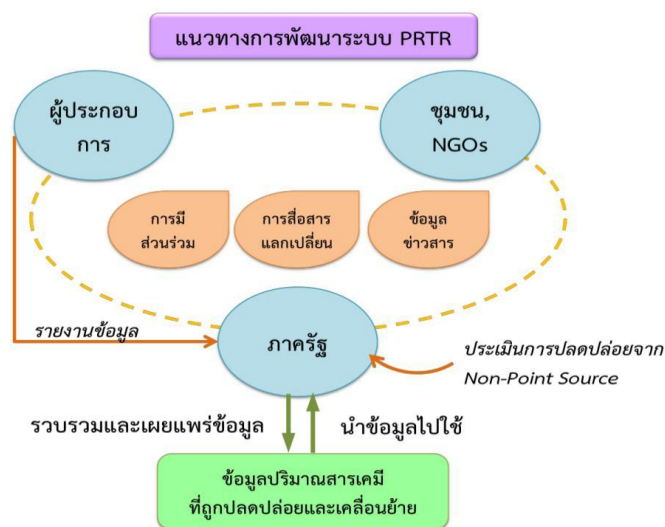 แนวทางการพัฒนาระบบ PRTR
ผู้ประกอบ
การ
ชุมชน,
NGOs
การมี
ส่วนร่วม
การสื่อสาร
แลกเปลี่ยน
ข้อมูล
ข่าวสาร
รายงานข้อมูล
ภาครัฐ
ประเมินการปลดปล่อยจาก
Non-Point Source
รวบรวมและเผยแพร่ข้อมูล
นำข้อมูลไปใช้
ข้อมูลปริมาณสารเคมี
ที่ถูกปลดปล่อยและเคลื่อนย้าย